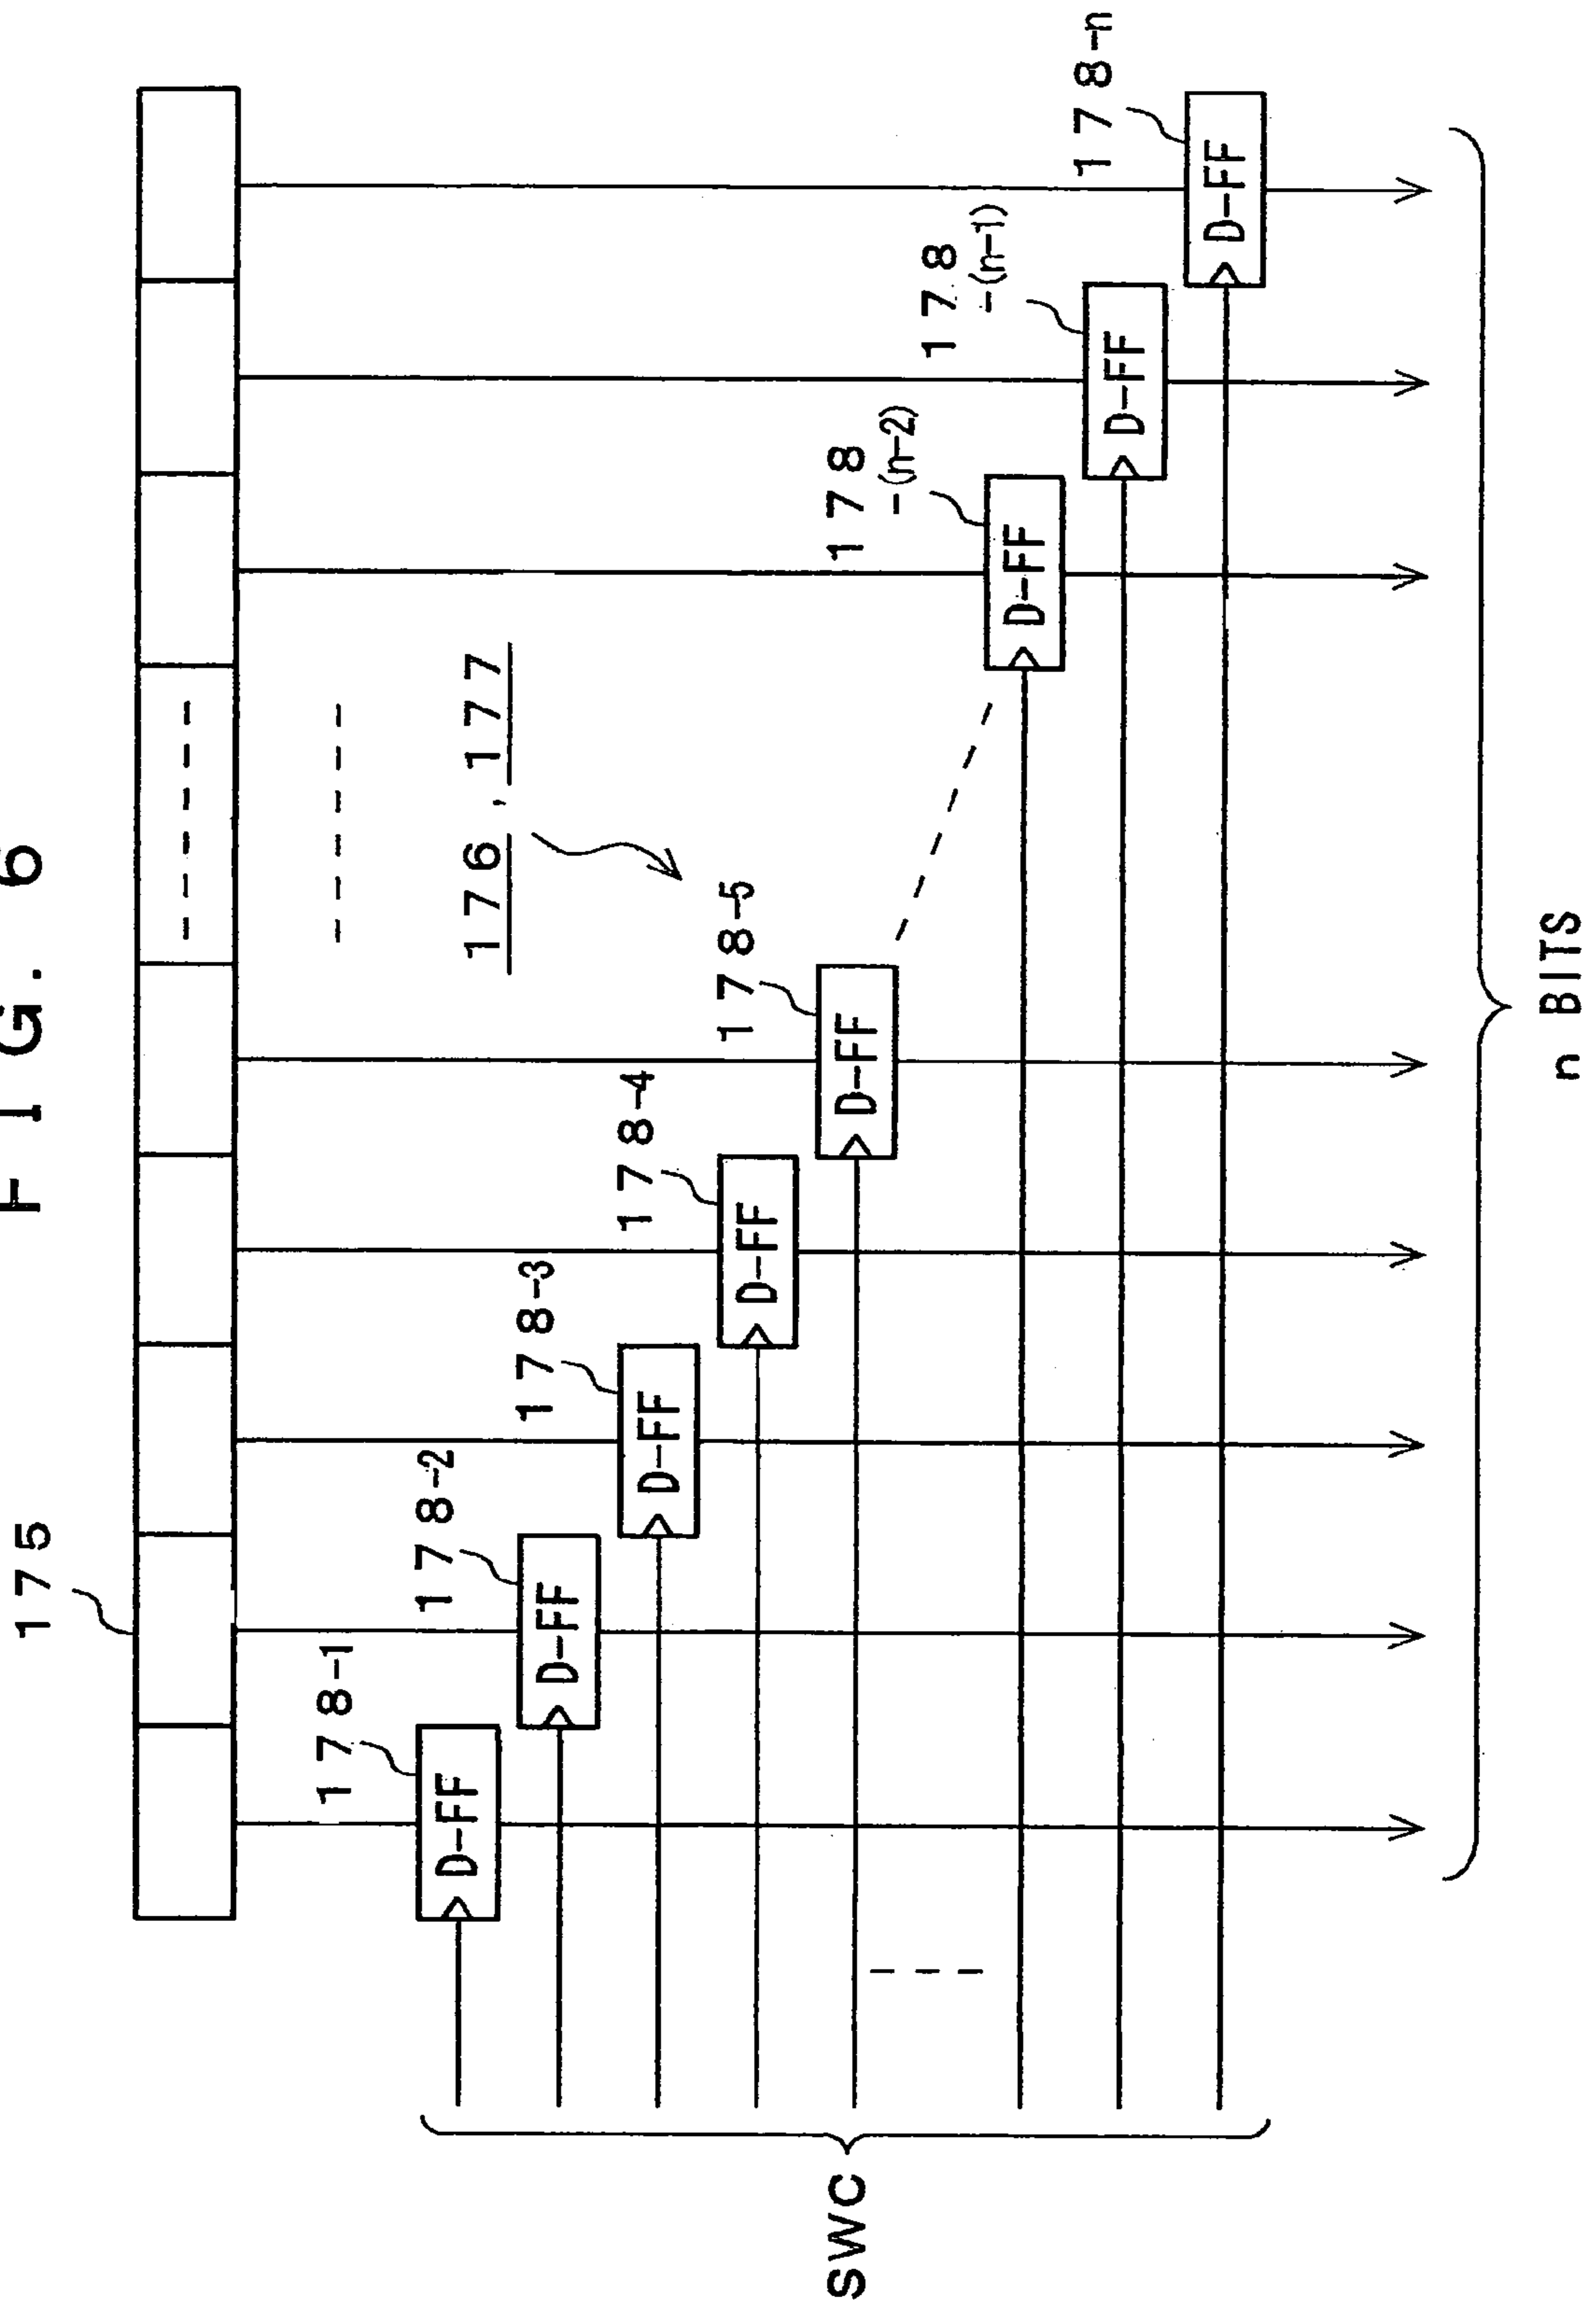 FIG. 6
175
178-1
D-FF
178-2
D-FF
178-3
D-FF
178-4
D-FF
178-5
D-FF
176, 177
178
-(n-2)
D-FF
178
-(n-1)
D-FF
178-n
D-FF
SWC
n BITS